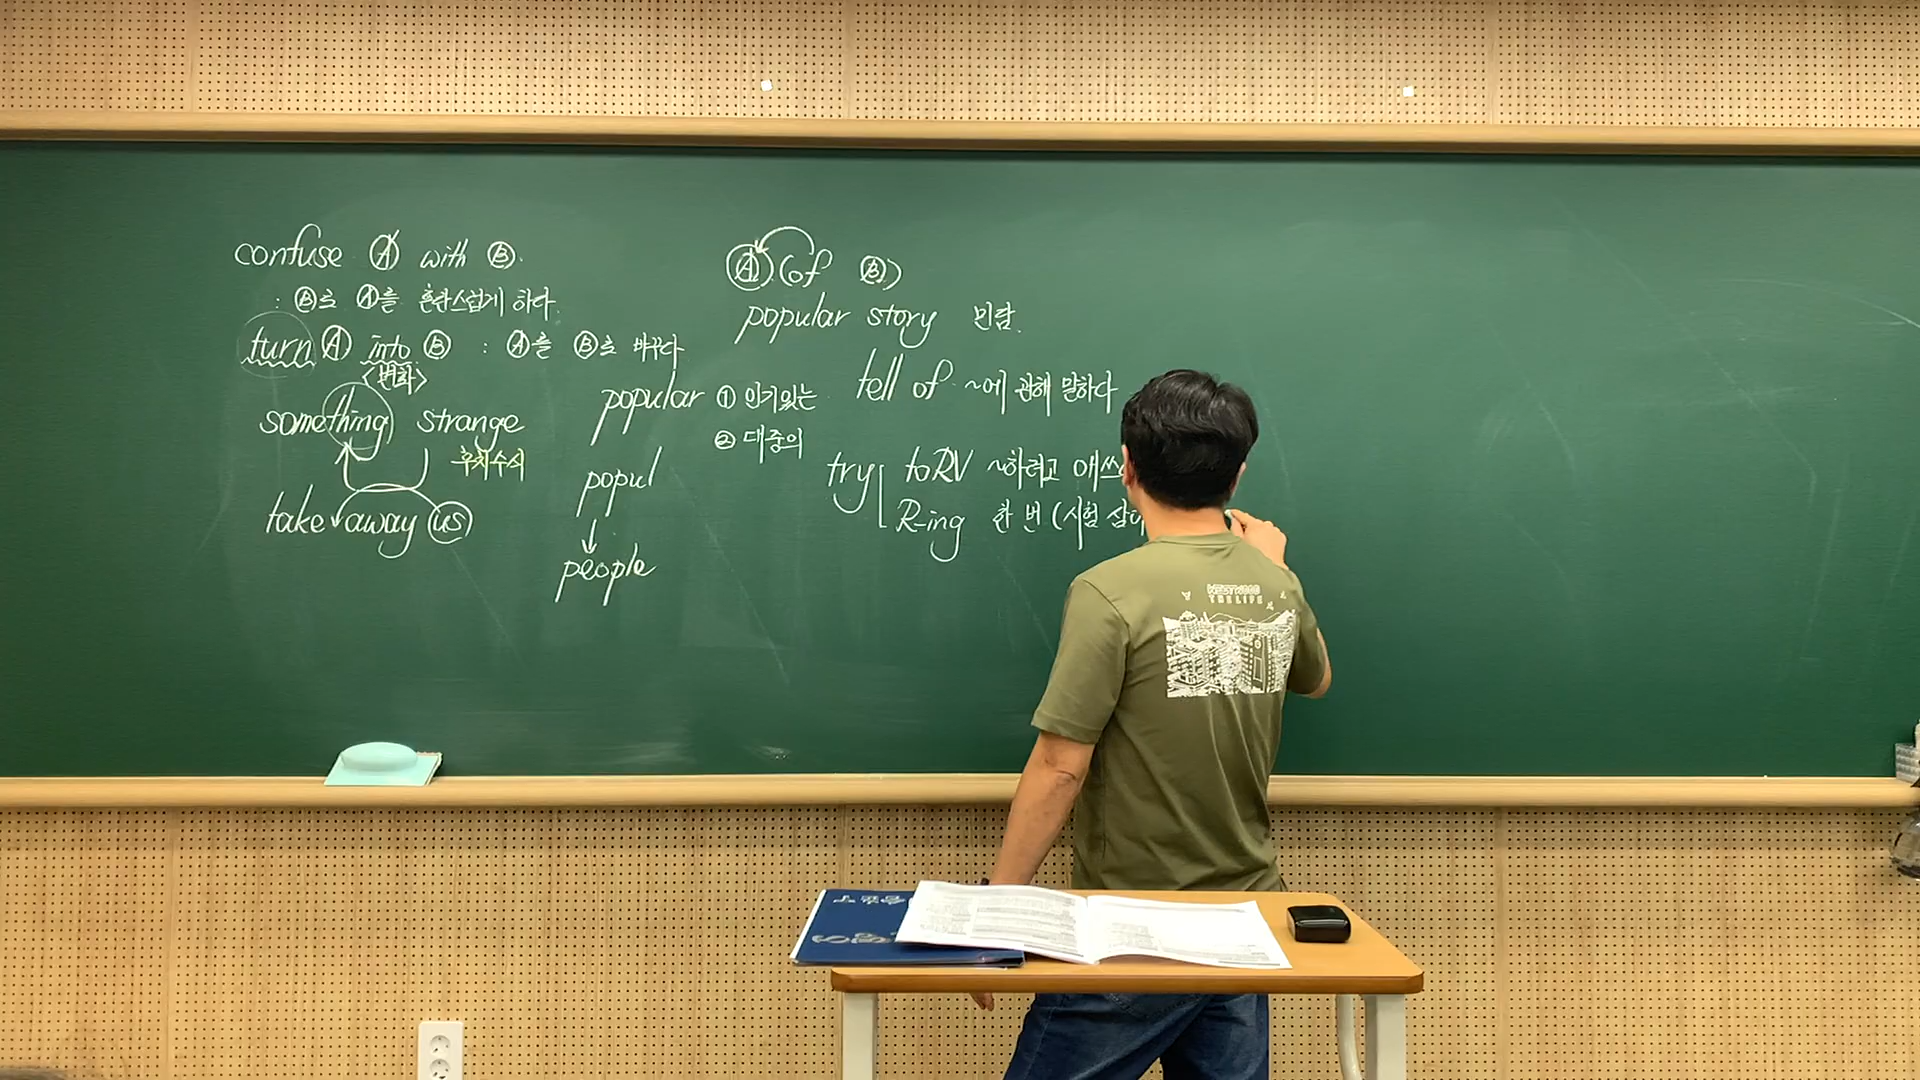 confuse Ⓐ with Ⓑ.
: Ⓑ로 Ⓐ를 혼란스럽게 하다
turn Ⓐ into Ⓑ : Ⓐ를 Ⓑ로 바꾸다
<변화>
something strange
후치수식
take away us
popular ① 인기있는
② 대중의
popul
↓
people
Ⓐ (of Ⓑ)
popular story 민담.
tell of ~에 관해 말하다
try toRV ~하려고 애쓰
R-ing 한 번 (시험 삼아
WESTWOOD